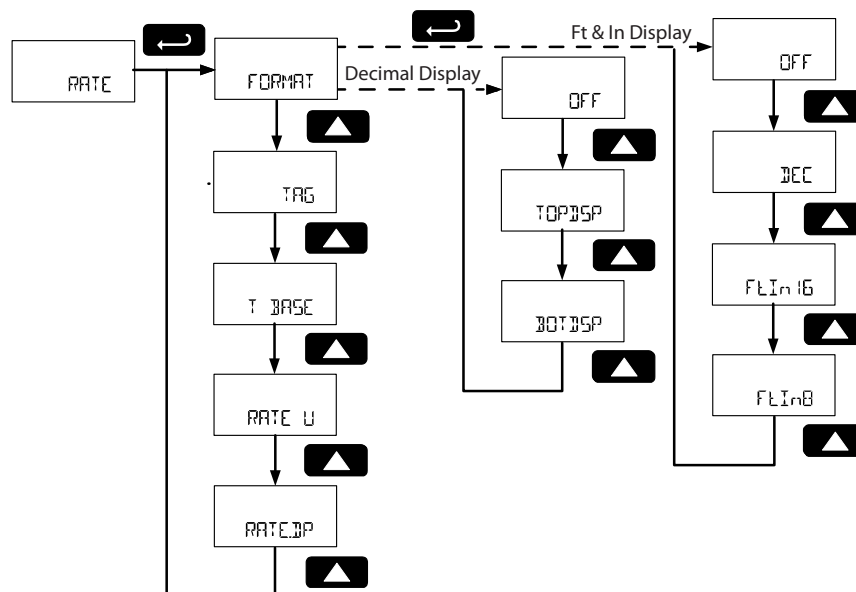 RATE
FORMAT
TAG
T BASE
RATE U
RATE.DP
Decimal Display
OFF
TOPDSP
BOTDSP
Ft & In Display
OFF
DEC
FtIn16
FtIn8